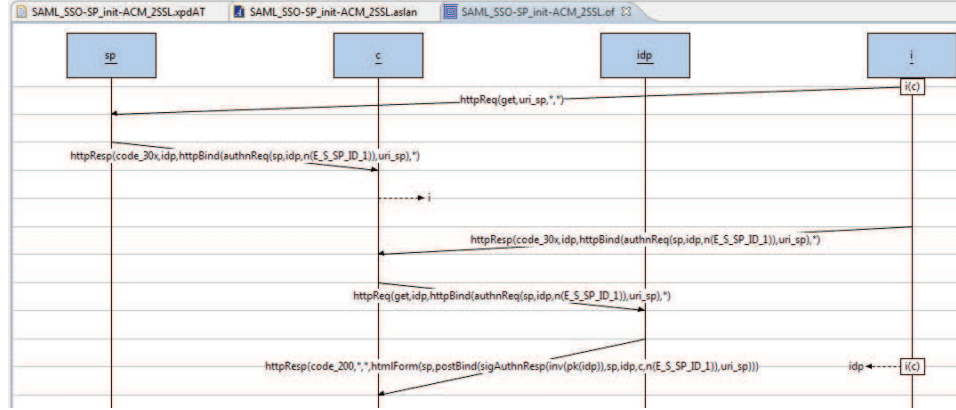 SAML_SSO-SP_init-ACM_2SSL.xpdAT SAML_SSO-SP_init-ACM_2SSL.aslan SAML_SSO-SP_init-ACM_2SSL.of
sp c idp i
i(c)
httpReq(get,uri_sp,*,*)
httpResp(code_30x,idp,httpBind(authnReq(sp,idp,n(E_S_SP_ID_1)),uri_sp),*)
i
httpResp(code_30x,idp,httpBind(authnReq(sp,idp,n(E_S_SP_ID_1)),uri_sp),*)
httpReq(get,idp,httpBind(authnReq(sp,idp,n(E_S_SP_ID_1)),uri_sp),*)
httpResp(code_200,*,*,htmlForm(sp,postBind(sigAuthnResp(inv(pk(idp)),sp,idp,c,n(E_S_SP_ID_1)),uri_sp))) idp i(c)